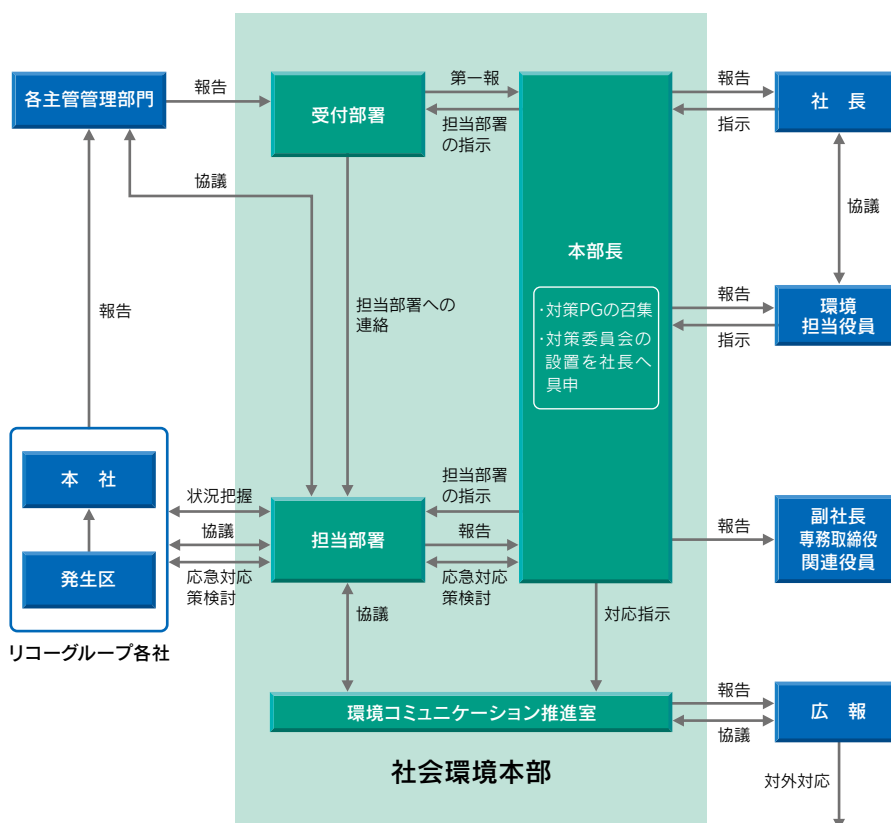 各主管管理部門
報告
受付部署
第一報
担当部署
の指示
報告
指示
社 長
協議
協議
本部長
・対策PGの召集
・対策委員会の
設置を社長へ
具申
報告
指示
環境
担当役員
報告
担当部署への
連絡
本 社
発生区
リコーグループ各社
状況把握
協議
応急対応
策検討
担当部署
担当部署
の指示
報告
応急対応
策検討
報告
副社長
専務取締役
関連役員
協議
対応指示
環境コミュニケーション推進室
報告
協議
広 報
社会環境本部
対外対応